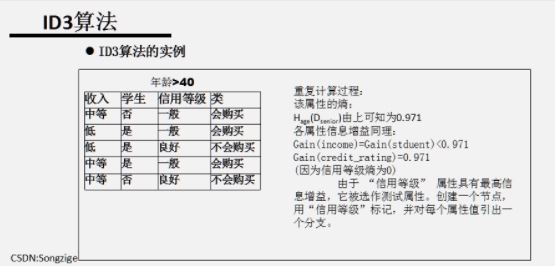 ID3算法
● ID3算法的实例
年龄>40
收入 学生 信用等级 类
中等 否 一般 会购买
低 是 一般 会购买
低 是 良好 不会购买
中等 是 一般 会购买
中等 否 良好 不会购买
重复计算过程:
该属性的熵:
Hage(Dsenior)由上可知为0.971
各属性信息增益同理:
Gain(income)=Gain(stduent)<0.971
Gain(credit_rating)=0.971
(因为信用等级熵为0)
由于 “信用等级” 属性具有最高信
息增益，它被选作测试属性。创建一个节点，
用“信用等级”标记，并对每个属性值引出一
个分支。
CSDN:Songzige